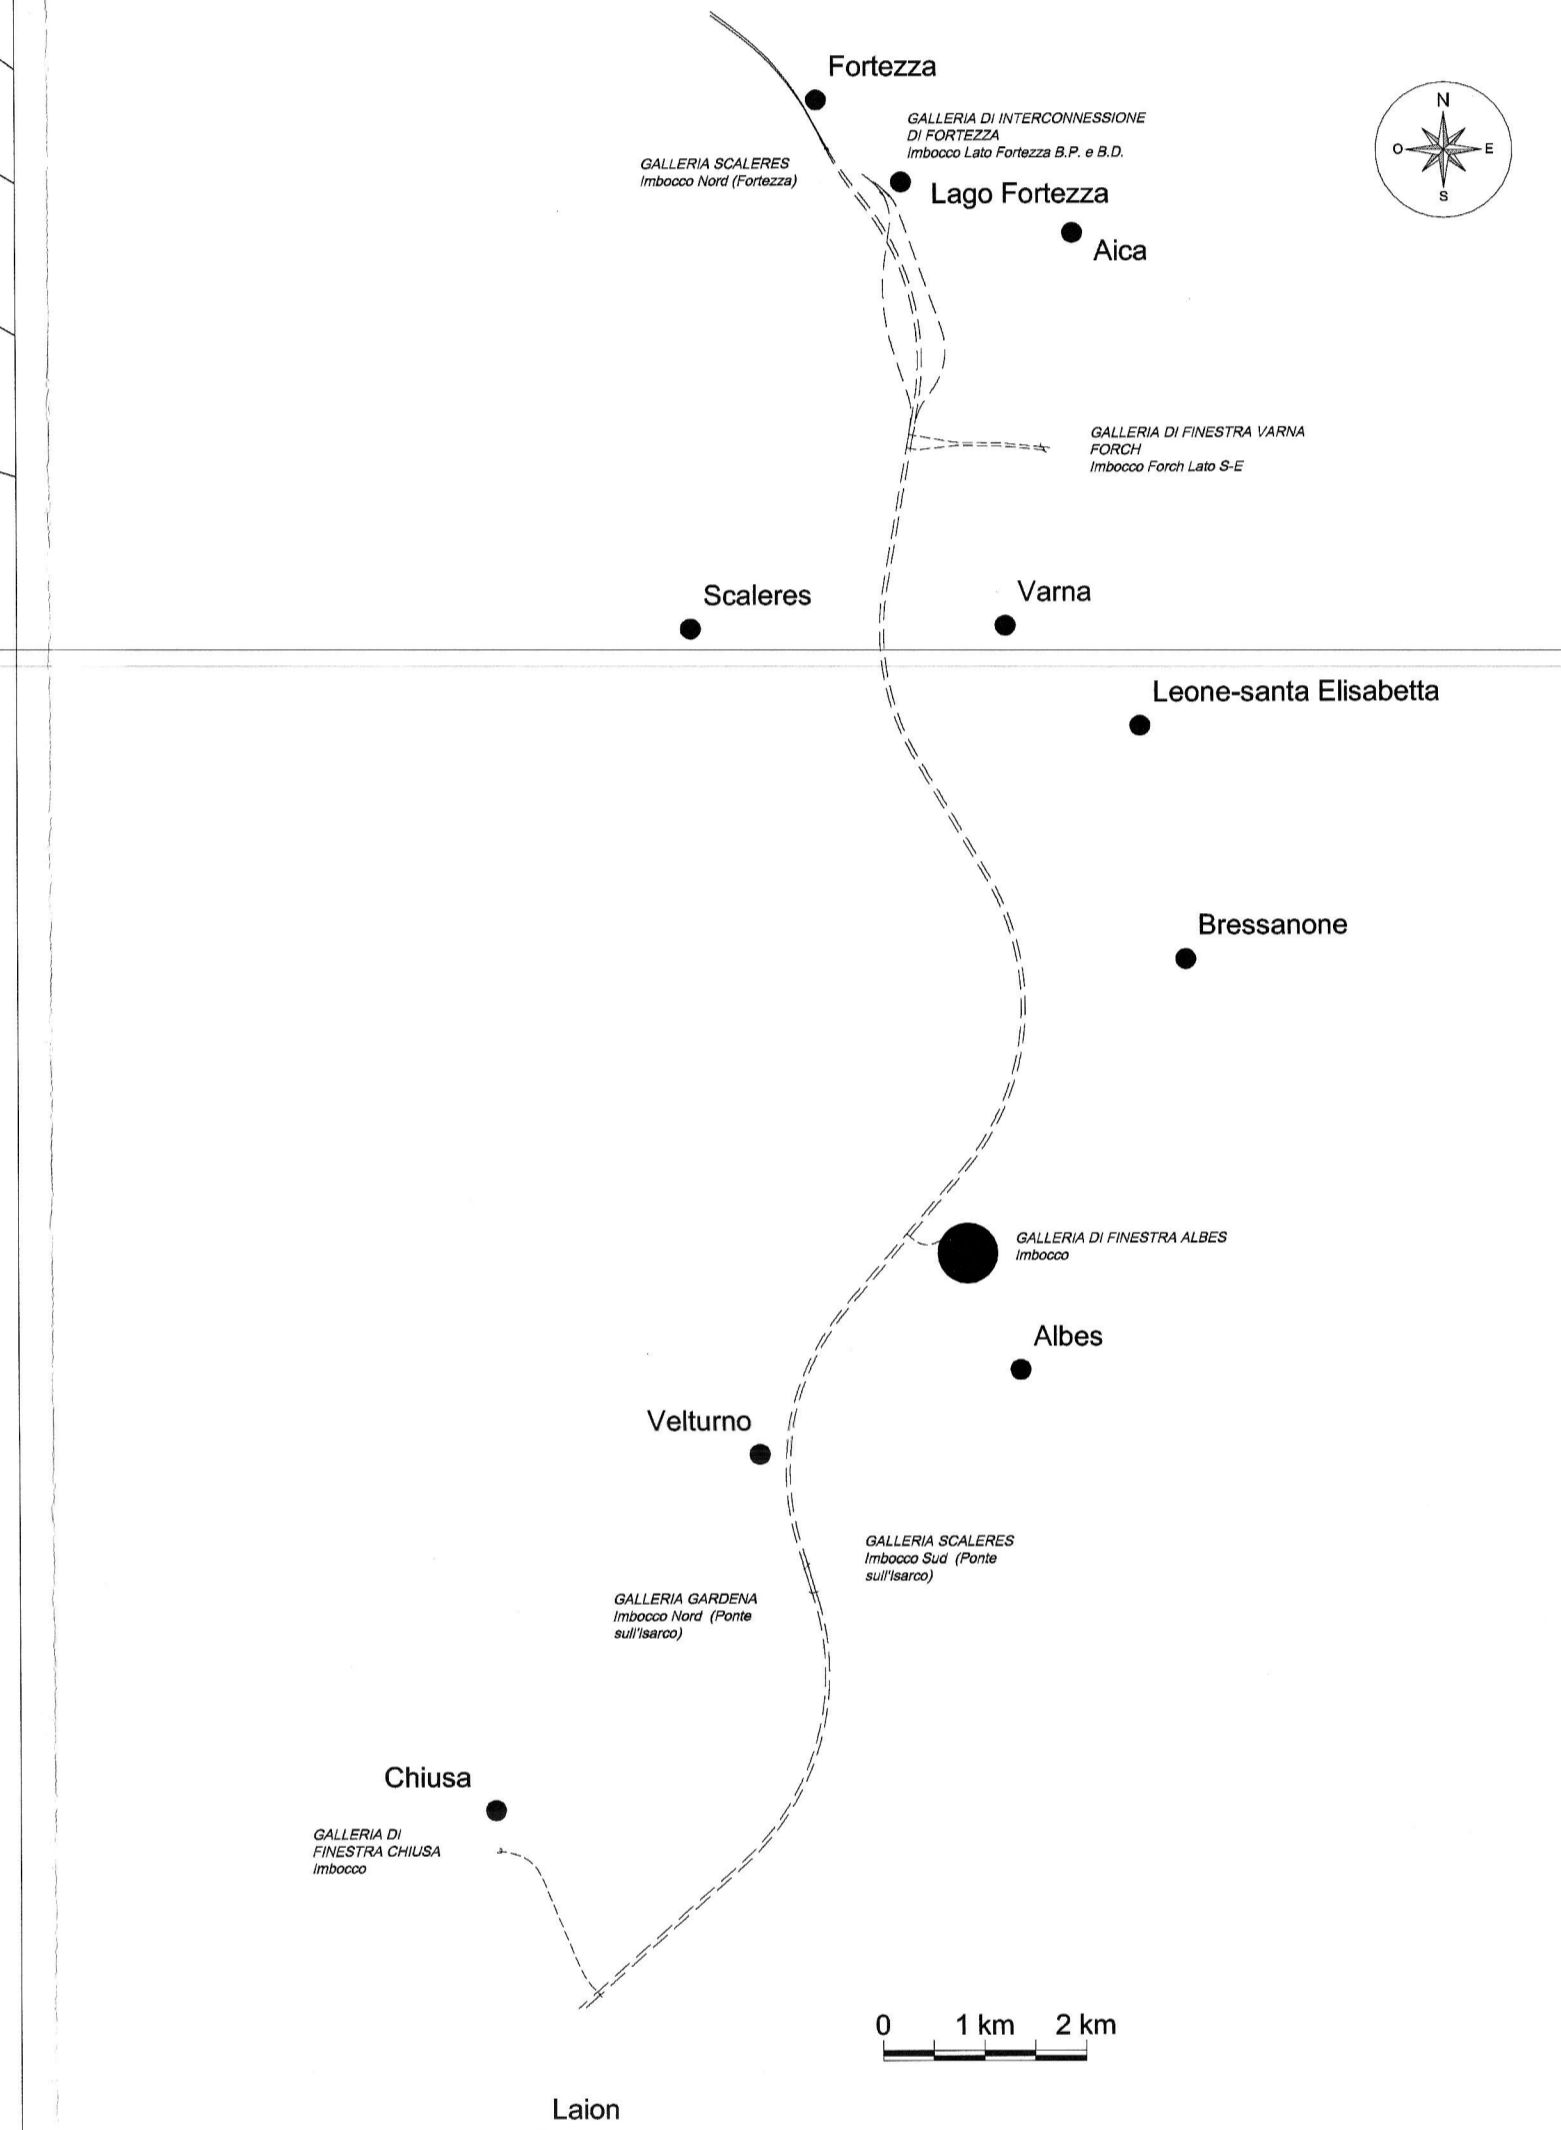 Fortezza
GALLERIA DI INTERCONNESSIONE
DI FORTEZZA
Imbocco Lato Fortezza B.P. e B.D.
N
O
E
S
GALLERIA SCALERES
Imbocco Nord (Fortezza)
Lago Fortezza
Aica
GALLERIA DI FINESTRA VARNA
FORCH
Imbocco Forch Lato S-E
Scaleres
Varna
Leone-santa Elisabetta
Bressanone
GALLERIA DI FINESTRA ALBES
Imbocco
Albes
Velturno
GALLERIA SCALERES
Imbocco Sud (Ponte
sull'Isarco)
GALLERIA GARDENA
Imbocco Nord (Ponte
sull'Isarco)
Chiusa
GALLERIA DI
FINESTRA CHIUSA
Imbocco
0 1 km 2 km
Laion